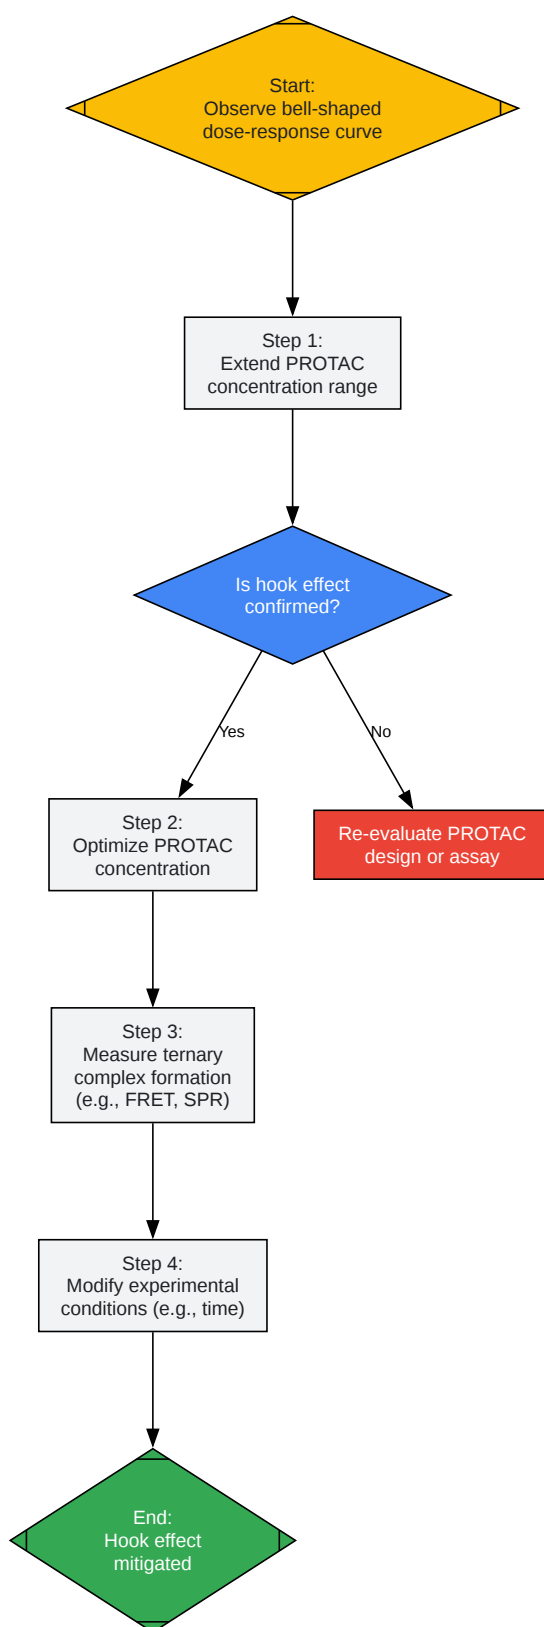 Start:
Observe bell-shaped
dose-response curve
Step 1:
Extend PROTAC
concentration range
Is hook effect
confirmed?
Yes
No
Step 2:
Optimize PROTAC
concentration
Re-evaluate PROTAC
design or assay
Step 3:
Measure ternary
complex formation
(e.g., FRET, SPR)
Step 4:
Modify experimental
conditions (e.g., time)
End:
Hook effect
mitigated